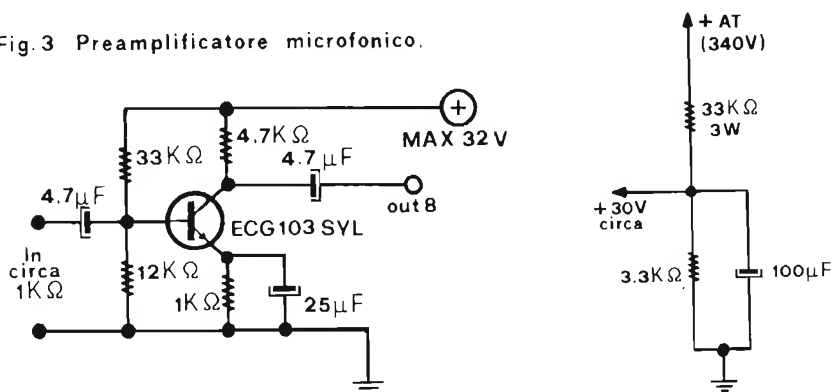 Fig. 3 Preamplificatore microfonico.
33KΩ
4.7KΩ
4.7μF
MAX 32 V
4.7μF
out 8
ECG103 SYL
In
circa
1KΩ
12KΩ
1KΩ
25μF
+ AT
(340V)
33KΩ
3W
+30V
circa
3.3KΩ
100μF